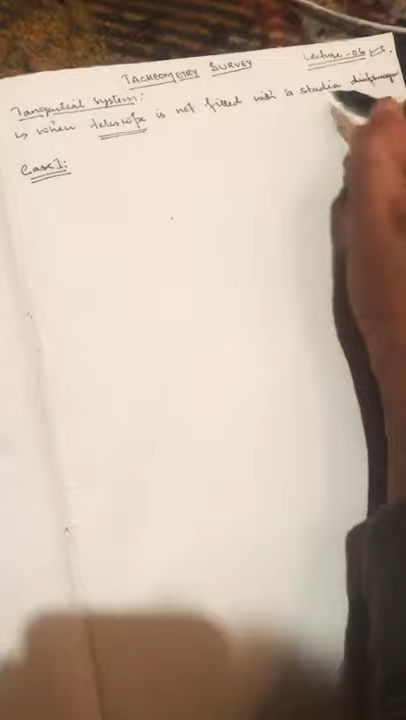 Lecture-06
TACHEOMETRY SURVEY
Tangential system:
↳ when telescope is not fitted with a stadia diaphragm
Case 1: